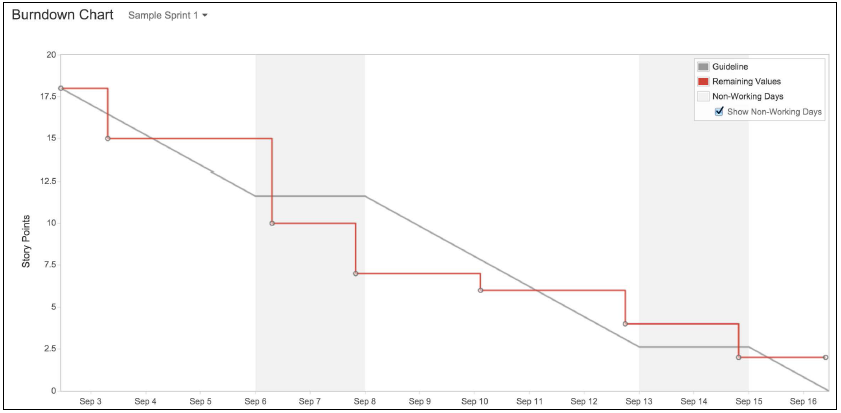 Burndown Chart Sample Sprint 1
20
17.5
15
12.5
10
7.5
5
2.5
0
Story Points
Guideline
Remaining Values
Non-Working Days
Show Non-Working Days
Sep 3 Sep 4 Sep 5 Sep 6 Sep 7 Sep 8 Sep 9 Sep 10 Sep 11 Sep 12 Sep 13 Sep 14 Sep 15 Sep 16